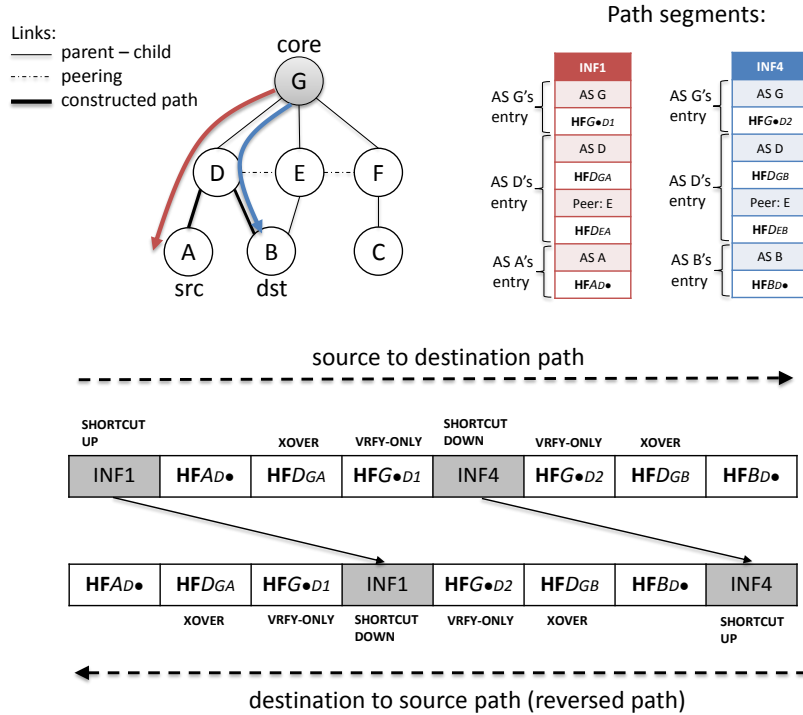 Path segments:
Links:
parent – child
peering
constructed path
core
G
D
E
F
A
B
C
src
dst
INF1
AS G
HFG●D1
AS D
HFDGA
Peer: E
HFDEA
AS A
HFAD●
AS G's
entry
AS D's
entry
AS A's
entry
INF4
AS G
HFG●D2
AS D
HFDGB
Peer: E
HFDEB
AS B
HFBD●
AS G's
entry
AS D's
entry
AS B's
entry
source to destination path
SHORTCUT
UP
XOVER
VRFY-ONLY
SHORTCUT
DOWN
VRFY-ONLY
XOVER
INF1 HFAD● HFDGA HFG●D1 INF4 HFG●D2 HFDGB HFBD●
HFAD● HFDGA HFG●D1 INF1 HFG●D2 HFDGB HFBD● INF4
XOVER
VRFY-ONLY
SHORTCUT
DOWN
VRFY-ONLY
XOVER
SHORTCUT
UP
destination to source path (reversed path)